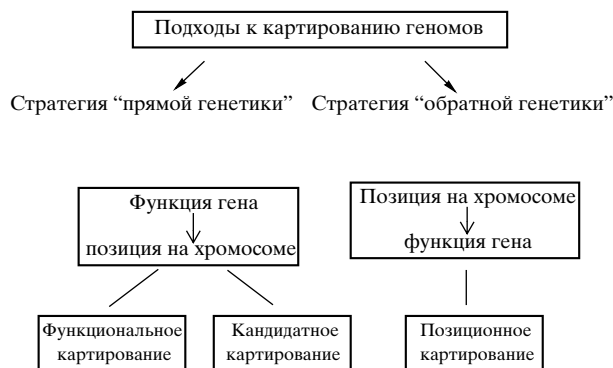 Подходы к картированию геномов
Стратегия “прямой генетики”
Стратегия “обратной генетики”
Функция гена
позиция на хромосоме
Позиция на хромосоме
функция гена
Функциональное
картирование
Кандидатное
картирование
Позиционное
картирование